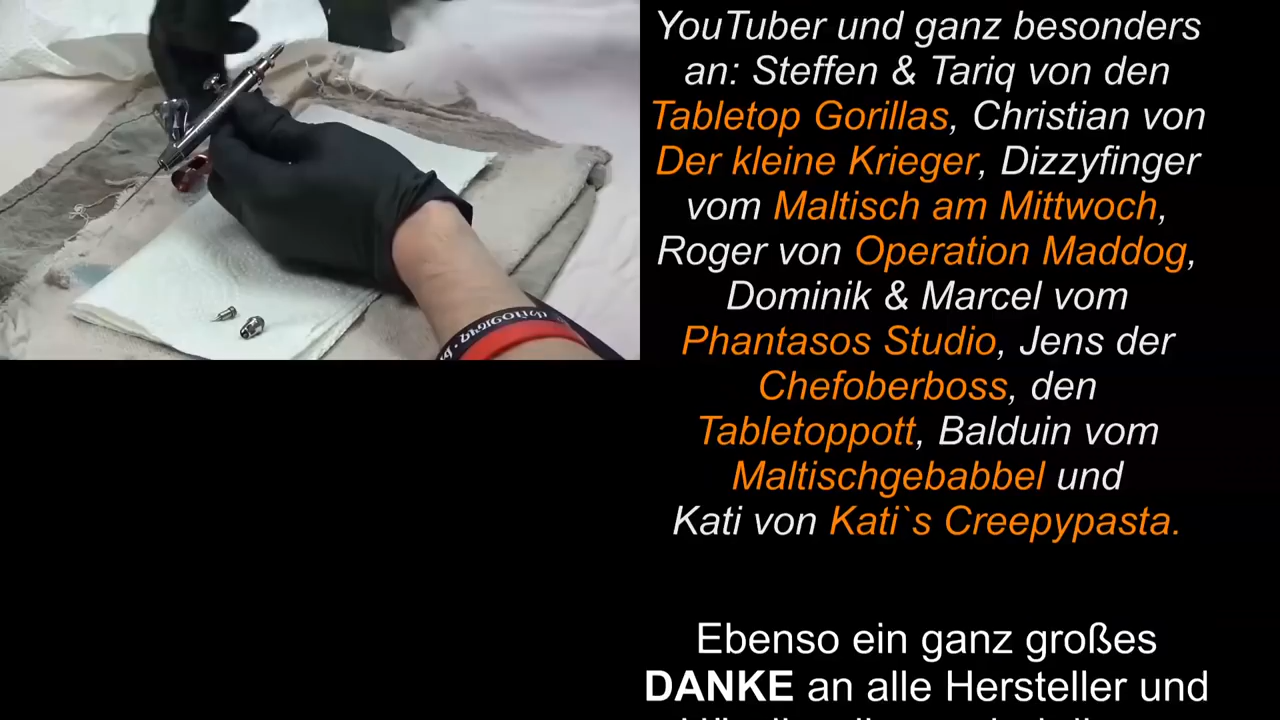 YouTuber und ganz besonders
an: Steffen & Tariq von den
Tabletop Gorillas, Christian von
Der kleine Krieger, Dizzyfinger
vom Maltisch am Mittwoch,
Roger von Operation Maddog,
Dominik & Marcel vom
Phantasos Studio, Jens der
Chefoberboss, den
Tabletoppott, Balduin vom
Maltischgebabbel und
Kati von Kati`s Creepypasta.
Ebenso ein ganz großes
DANKE an alle Hersteller und